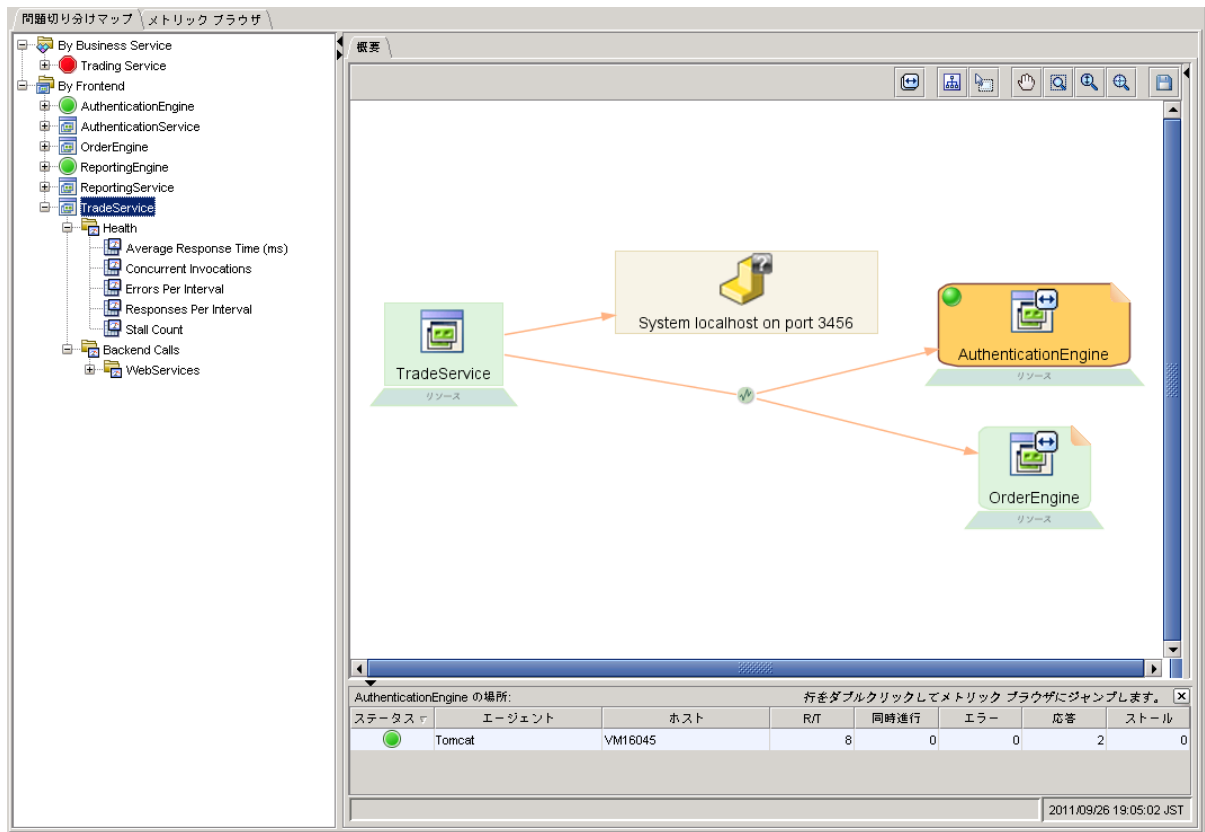 問題切り分けマップ
メトリック ブラウザ
By Business Service
Trading Service
By Frontend
AuthenticationEngine
AuthenticationService
OrderEngine
ReportingEngine
ReportingService
TradeService
Health
Average Response Time (ms)
Concurrent Invocations
Errors Per Interval
Responses Per Interval
Stall Count
Backend Calls
WebServices
概要
System localhost on port 3456
TradeService
リソース
AuthenticationEngine
リソース
OrderEngine
リソース
AuthenticationEngine の場所:
行をダブルクリックしてメトリック ブラウザにジャンプします。
ステータス エージェント ホスト R/T 同時進行 エラー 応答 ストール
Tomcat VM16045 8 0 0 2 0
2011/09/26 19:05:02 JST